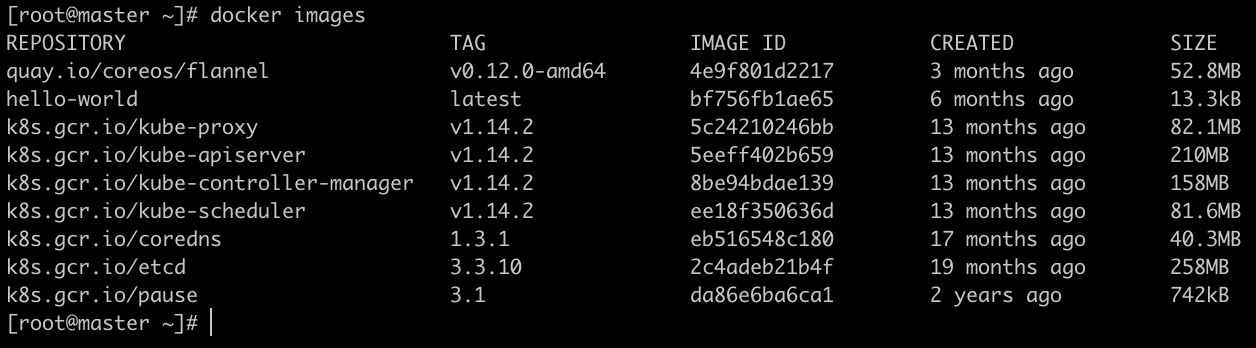 [root@master ~]# docker images
REPOSITORY TAG IMAGE ID CREATED SIZE
quay.io/coreos/flannel v0.12.0-amd64 4e9f801d2217 3 months ago 52.8MB
hello-world latest bf756fb1ae65 6 months ago 13.3kB
k8s.gcr.io/kube-proxy v1.14.2 5c24210246bb 13 months ago 82.1MB
k8s.gcr.io/kube-apiserver v1.14.2 5eeff402b659 13 months ago 210MB
k8s.gcr.io/kube-controller-manager v1.14.2 8be94bdae139 13 months ago 158MB
k8s.gcr.io/kube-scheduler v1.14.2 ee18f350636d 13 months ago 81.6MB
k8s.gcr.io/coredns 1.3.1 eb516548c180 17 months ago 40.3MB
k8s.gcr.io/etcd 3.3.10 2c4adeb21b4f 19 months ago 258MB
k8s.gcr.io/pause 3.1 da86e6ba6ca1 2 years ago 742kB
[root@master ~]#